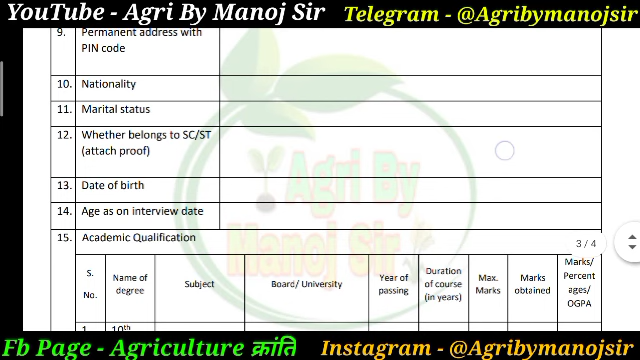 YouTube - Agri By Manoj Sir Telegram - @Agribymanojsir
9. Permanent address with
PIN code
10. Nationality
11. Marital status
12. Whether belongs to SC/ST
(attach proof)
13. Date of birth
14. Age as on interview date
15. Academic Qualification
3 / 4
S.
No.
Name of
degree
Subject
Board/ University
Year of
passing
Duration
of course
(in years)
Max.
Marks
Marks
obtained
Marks/
Percent
ages/
OGPA
1. 10th
Agri By
Manoj Sir
Fb Page - Agriculture क्रांति Instagram - @Agribymanojsir